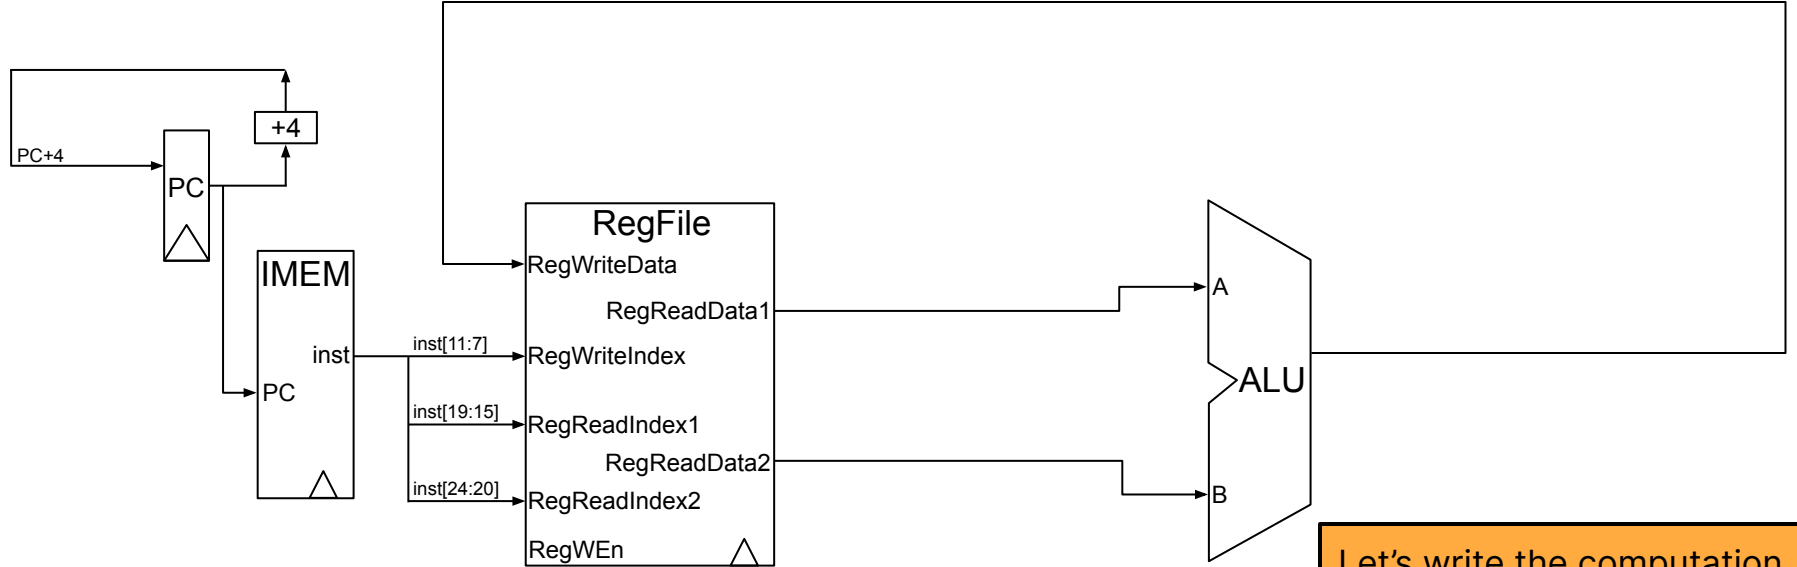 +4
PC+4
PC
RegFile
RegWriteData
IMEM
A
RegReadData1
inst[11:7]
inst
RegWriteIndex
ALU
PC
inst[19:15]
RegReadIndex1
RegReadData2
inst[24:20]
RegReadIndex2
B
RegWEn
Let's write the computation